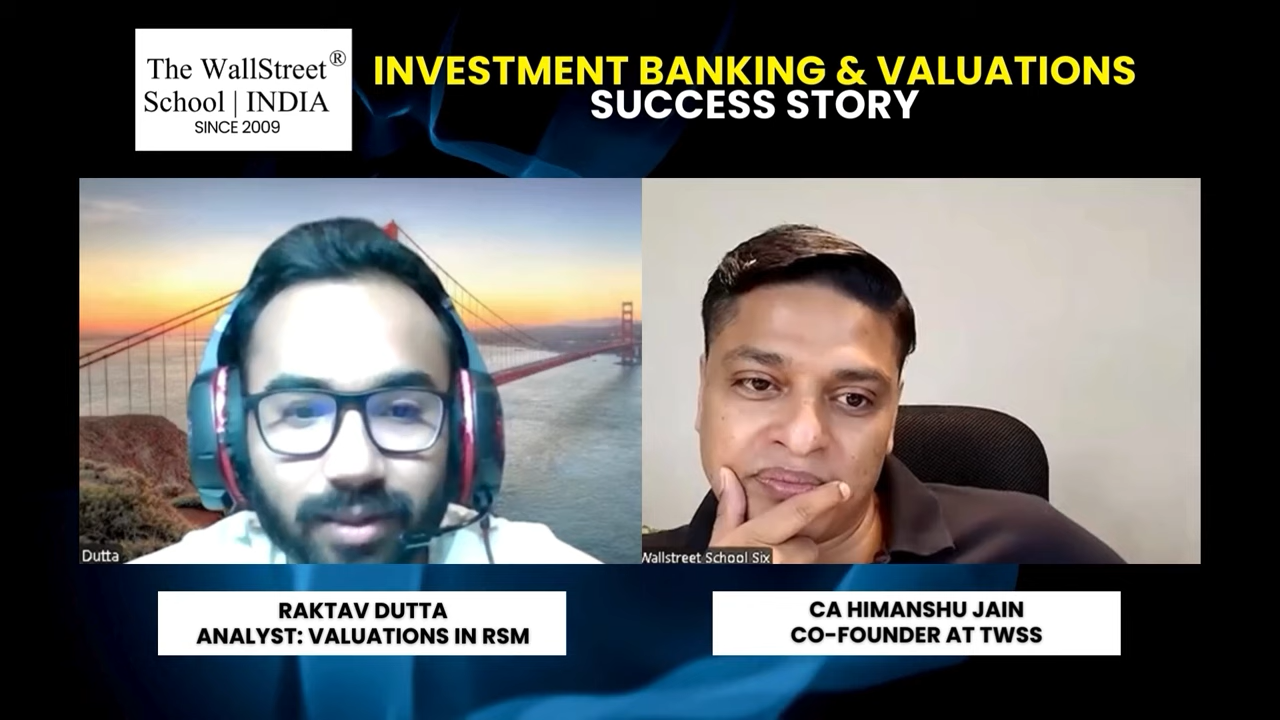 The WallStreet®
School | INDIA
SINCE 2009
INVESTMENT BANKING & VALUATIONS
SUCCESS STORY
Dutta
Wallstreet School Six
RAKTAV DUTTA
ANALYST: VALUATIONS IN RSM
CA HIMANSHU JAIN
CO-FOUNDER AT TWSS